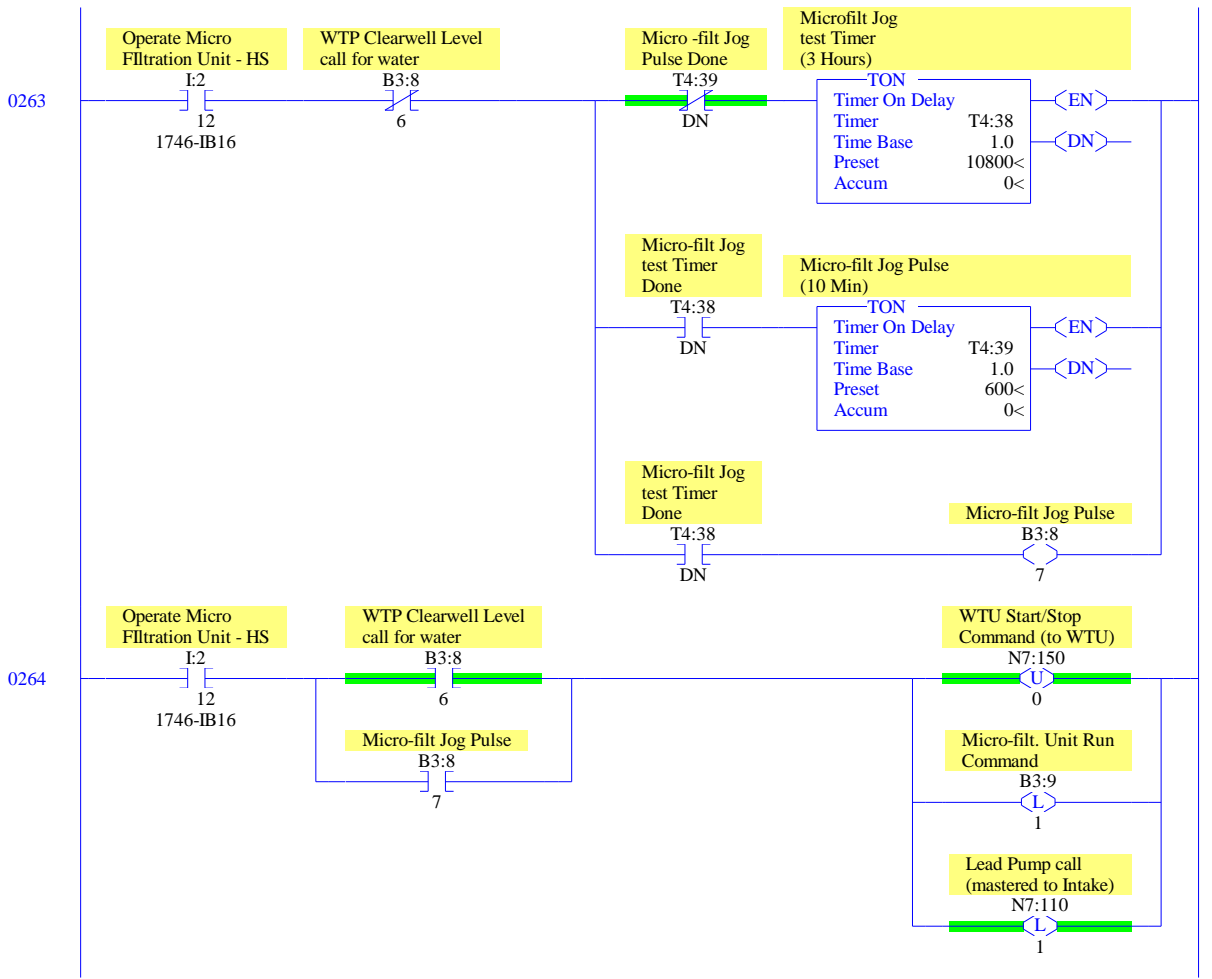 Operate Micro
FIltration Unit - HS
WTP Clearwell Level
call for water
Micro -filt Jog
Pulse Done
Microfilt Jog
test Timer
(3 Hours)
0263
I:2
12
1746-IB16
B3:8
6
T4:39
DN
TON
Timer On Delay
Timer T4:38
Time Base 1.0
Preset 10800<
Accum 0<
EN
DN
Micro-filt Jog
test Timer
Done
T4:38
DN
Micro-filt Jog Pulse
(10 Min)
TON
Timer On Delay
Timer T4:39
Time Base 1.0
Preset 600<
Accum 0<
EN
DN
Micro-filt Jog
test Timer
Done
T4:38
DN
Micro-filt Jog Pulse
B3:8
7
0264
Operate Micro
FIltration Unit - HS
I:2
12
1746-IB16
WTP Clearwell Level
call for water
B3:8
6
Micro-filt Jog Pulse
B3:8
7
WTU Start/Stop
Command (to WTU)
N7:150
U
0
Micro-filt. Unit Run
Command
B3:9
L
1
Lead Pump call
(mastered to Intake)
N7:110
L
1